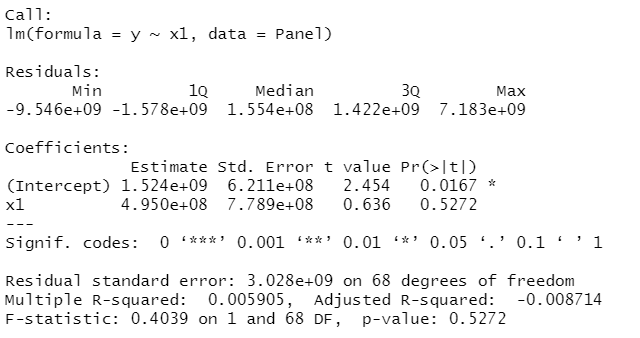 Call:
lm(formula = y ~ x1, data = Panel)
Residuals:
Min 1Q Median 3Q Max
-9.546e+09 -1.578e+09 1.554e+08 1.422e+09 7.183e+09
Coefficients:
Estimate Std. Error t value Pr(>|t|)
(Intercept) 1.524e+09 6.211e+08 2.454 0.0167 *
x1 4.950e+08 7.789e+08 0.636 0.5272
---
Signif. codes: 0 ‘***’ 0.001 ‘**’ 0.01 ‘*’ 0.05 ‘.’ 0.1 ‘ ’ 1
Residual standard error: 3.028e+09 on 68 degrees of freedom
Multiple R-squared: 0.005905, Adjusted R-squared: -0.008714
F-statistic: 0.4039 on 1 and 68 DF, p-value: 0.5272